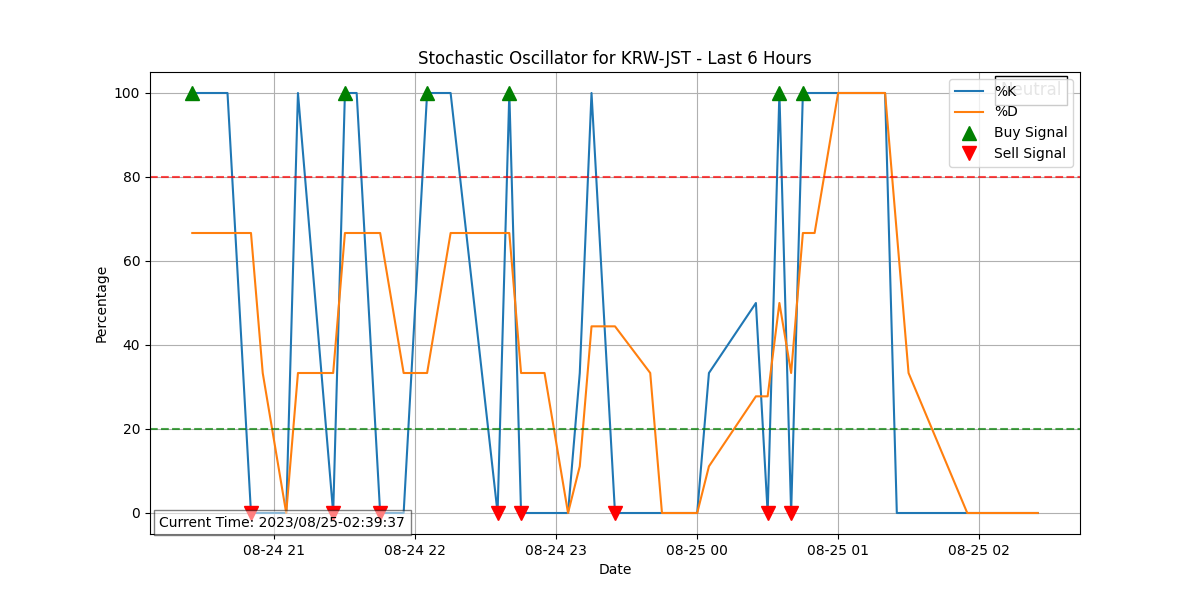 Stochastic Oscillator for KRW-JST - Last 6 Hours
Neutral
%K
%D
Buy Signal
Sell Signal
100
80
60
40
20
0
Percentage
Current Time: 2023/08/25-02:39:37
08-24 21
08-24 22
08-24 23
08-25 00
08-25 01
08-25 02
Date